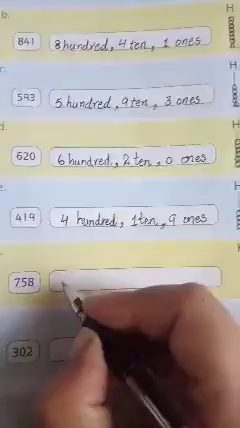 b. H
841 8 hundred, 4 ten, 1 ones
H
593 5 hundred, 9 ten, 3 ones
620 6 hundred, 2 ten, 0 ones
e. H
419 4 hundred, 1 ten, 9 ones
758
302